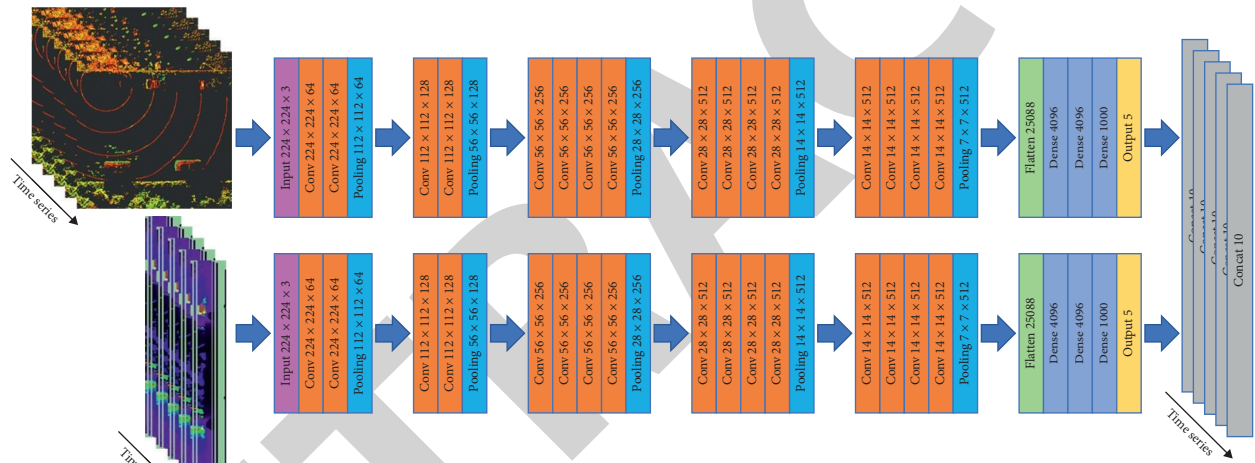 Time series
Input 224 × 224 × 3
Conv 224 × 224 × 64
Conv 224 × 224 × 64
Pooling 112 × 112 × 64
Conv 112 × 112 × 128
Conv 112 × 112 × 128
Pooling 56 × 56 × 128
Conv 56 × 56 × 256
Conv 56 × 56 × 256
Conv 56 × 56 × 256
Conv 56 × 56 × 256
Pooling 28 × 28 × 256
Conv 28 × 28 × 512
Conv 28 × 28 × 512
Conv 28 × 28 × 512
Conv 28 × 28 × 512
Pooling 14 × 14 × 512
Conv 14 × 14 × 512
Conv 14 × 14 × 512
Conv 14 × 14 × 512
Conv 14 × 14 × 512
Pooling 7 × 7 × 512
Flatten 25088
Dense 4096
Dense 4096
Dense 1000
Output 5
Input 224 × 224 × 3
Conv 224 × 224 × 64
Conv 224 × 224 × 64
Pooling 112 × 112 × 64
Conv 112 × 112 × 128
Conv 112 × 112 × 128
Pooling 56 × 56 × 128
Conv 56 × 56 × 256
Conv 56 × 56 × 256
Conv 56 × 56 × 256
Conv 56 × 56 × 256
Pooling 28 × 28 × 256
Conv 28 × 28 × 512
Conv 28 × 28 × 512
Conv 28 × 28 × 512
Conv 28 × 28 × 512
Pooling 14 × 14 × 512
Conv 14 × 14 × 512
Conv 14 × 14 × 512
Conv 14 × 14 × 512
Conv 14 × 14 × 512
Pooling 7 × 7 × 512
Flatten 25088
Dense 4096
Dense 4096
Dense 1000
Output 5
Concat 10
Time series
TRAC